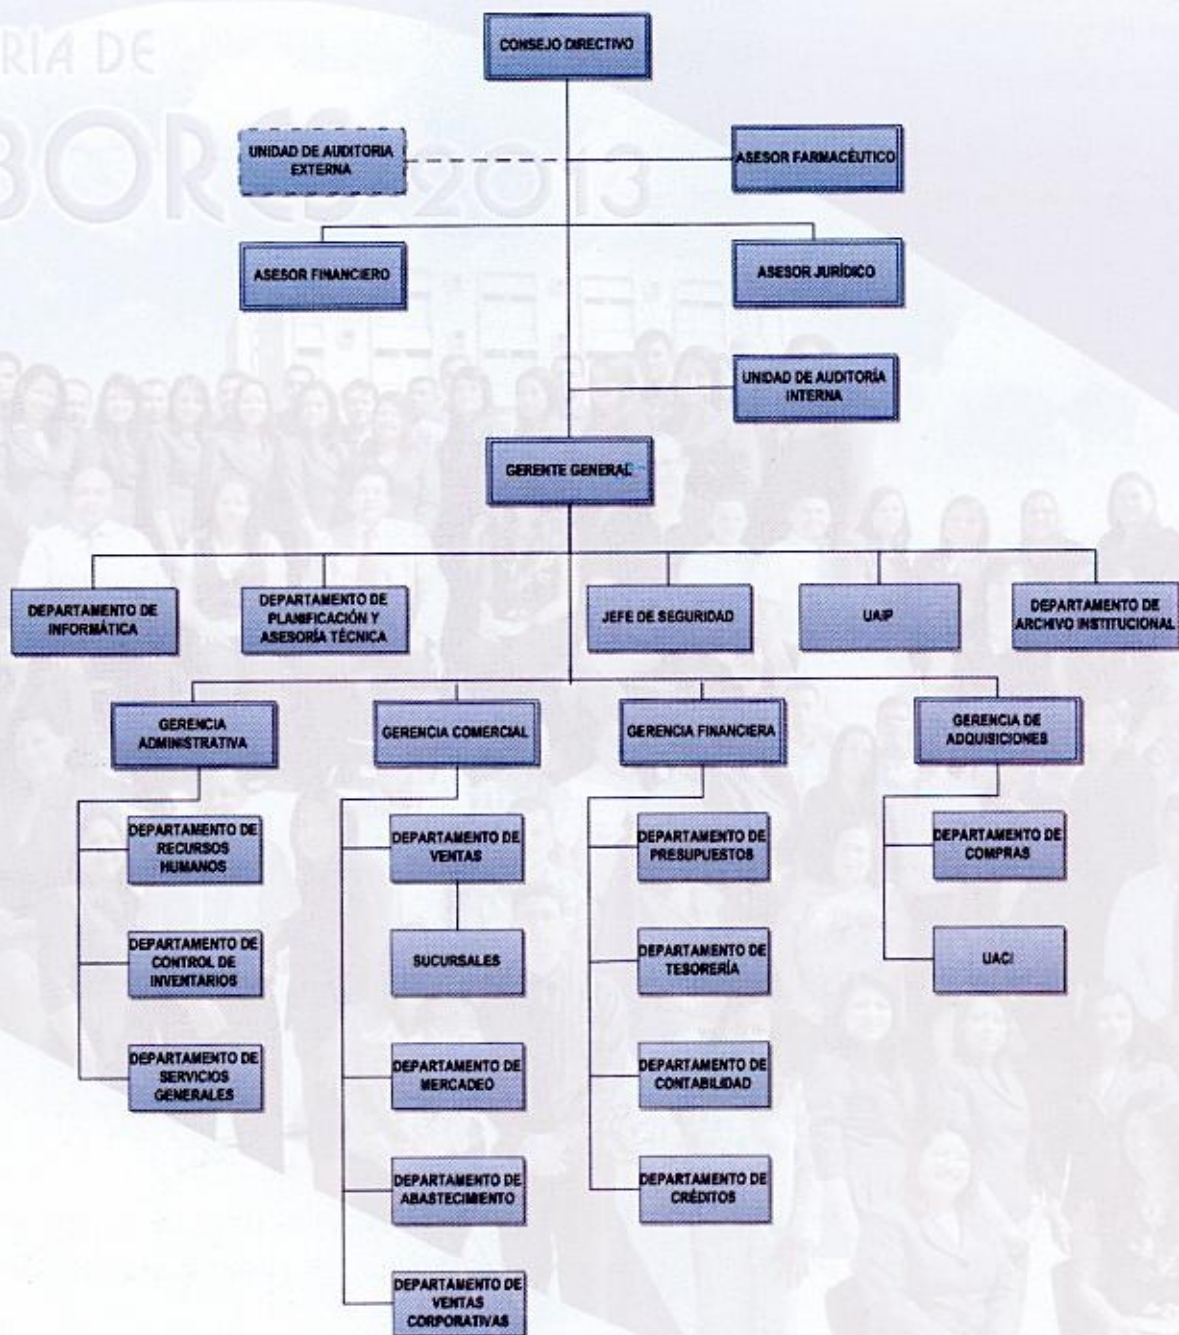 RIA DE
BORES 2013
CONSEJO DIRECTIVO
UNIDAD DE AUDITORIA
EXTERNA
ASESOR FARMACÉUTICO
ASESOR FINANCIERO
ASESOR JURÍDICO
UNIDAD DE AUDITORÍA
INTERNA
GERENTE GENERAL
DEPARTAMENTO DE
INFORMÁTICA
DEPARTAMENTO DE
PLANIFICACIÓN Y
ASESORÍA TÉCNICA
JEFE DE SEGURIDAD
UAIP
DEPARTAMENTO DE
ARCHIVO INSTITUCIONAL
GERENCIA
ADMINISTRATIVA
GERENCIA COMERCIAL
GERENCIA FINANCIERA
GERENCIA DE
ADQUISICIONES
DEPARTAMENTO DE
RECURSOS
HUMANOS
DEPARTAMENTO DE
VENTAS
DEPARTAMENTO DE
PRESUPUESTOS
DEPARTAMENTO DE
COMPRAS
DEPARTAMENTO DE
CONTROL DE
INVENTARIOS
SUCURSALES
DEPARTAMENTO DE
TESORERÍA
UACI
DEPARTAMENTO DE
SERVICIOS
GENERALES
DEPARTAMENTO DE
MERCADEO
DEPARTAMENTO DE
CONTABILIDAD
DEPARTAMENTO DE
ABASTECIMIENTO
DEPARTAMENTO DE
CRÉDITOS
DEPARTAMENTO DE
VENTAS
CORPORATIVAS